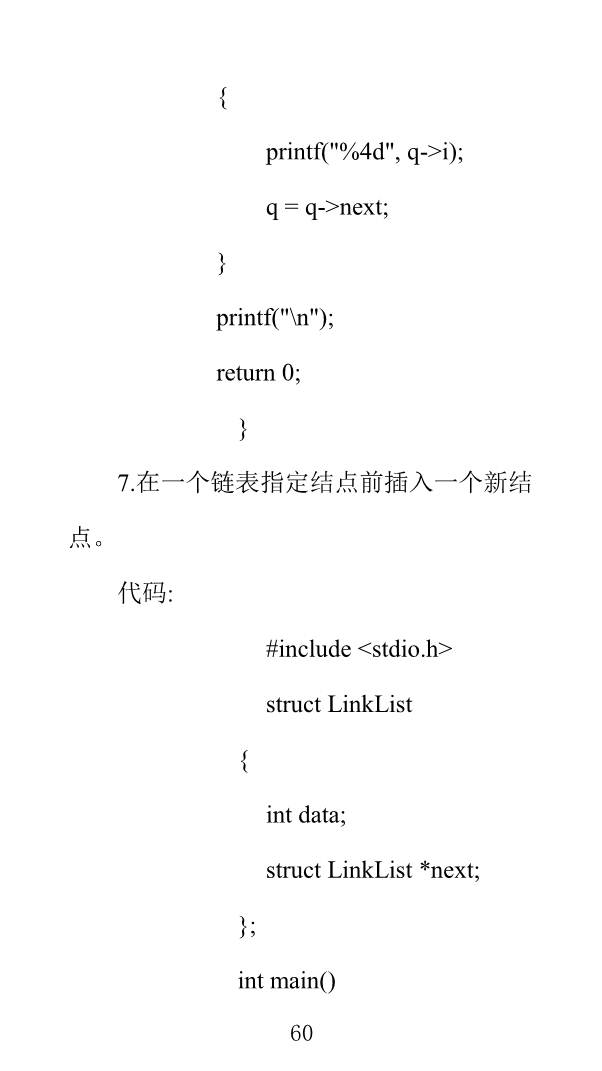 {
printf("%4d", q->i);
q = q->next;
}
printf("\n");
return 0;
}
7.在一个链表指定结点前插入一个新结
点。
代码:
#include <stdio.h>
struct LinkList
{
int data;
struct LinkList *next;
};
int main()
60